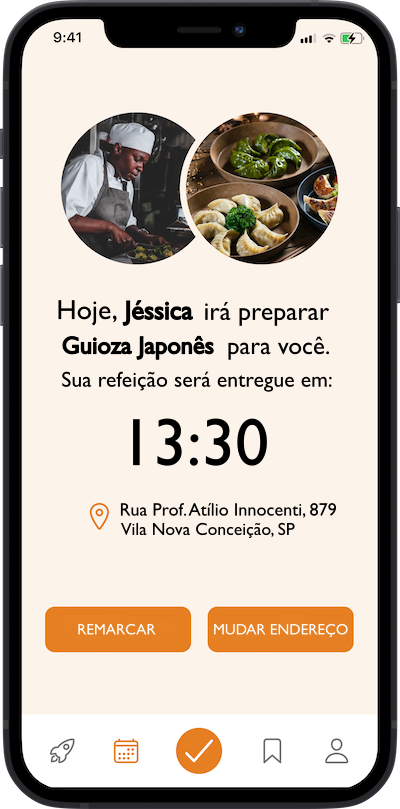 9:41
Hoje, Jéssica irá preparar
Guioza Japonês para você.
Sua refeição será entregue em:
13:30
Rua Prof. Atílio Innocenti, 879
Vila Nova Conceição, SP
REMARCAR MUDAR ENDEREÇO